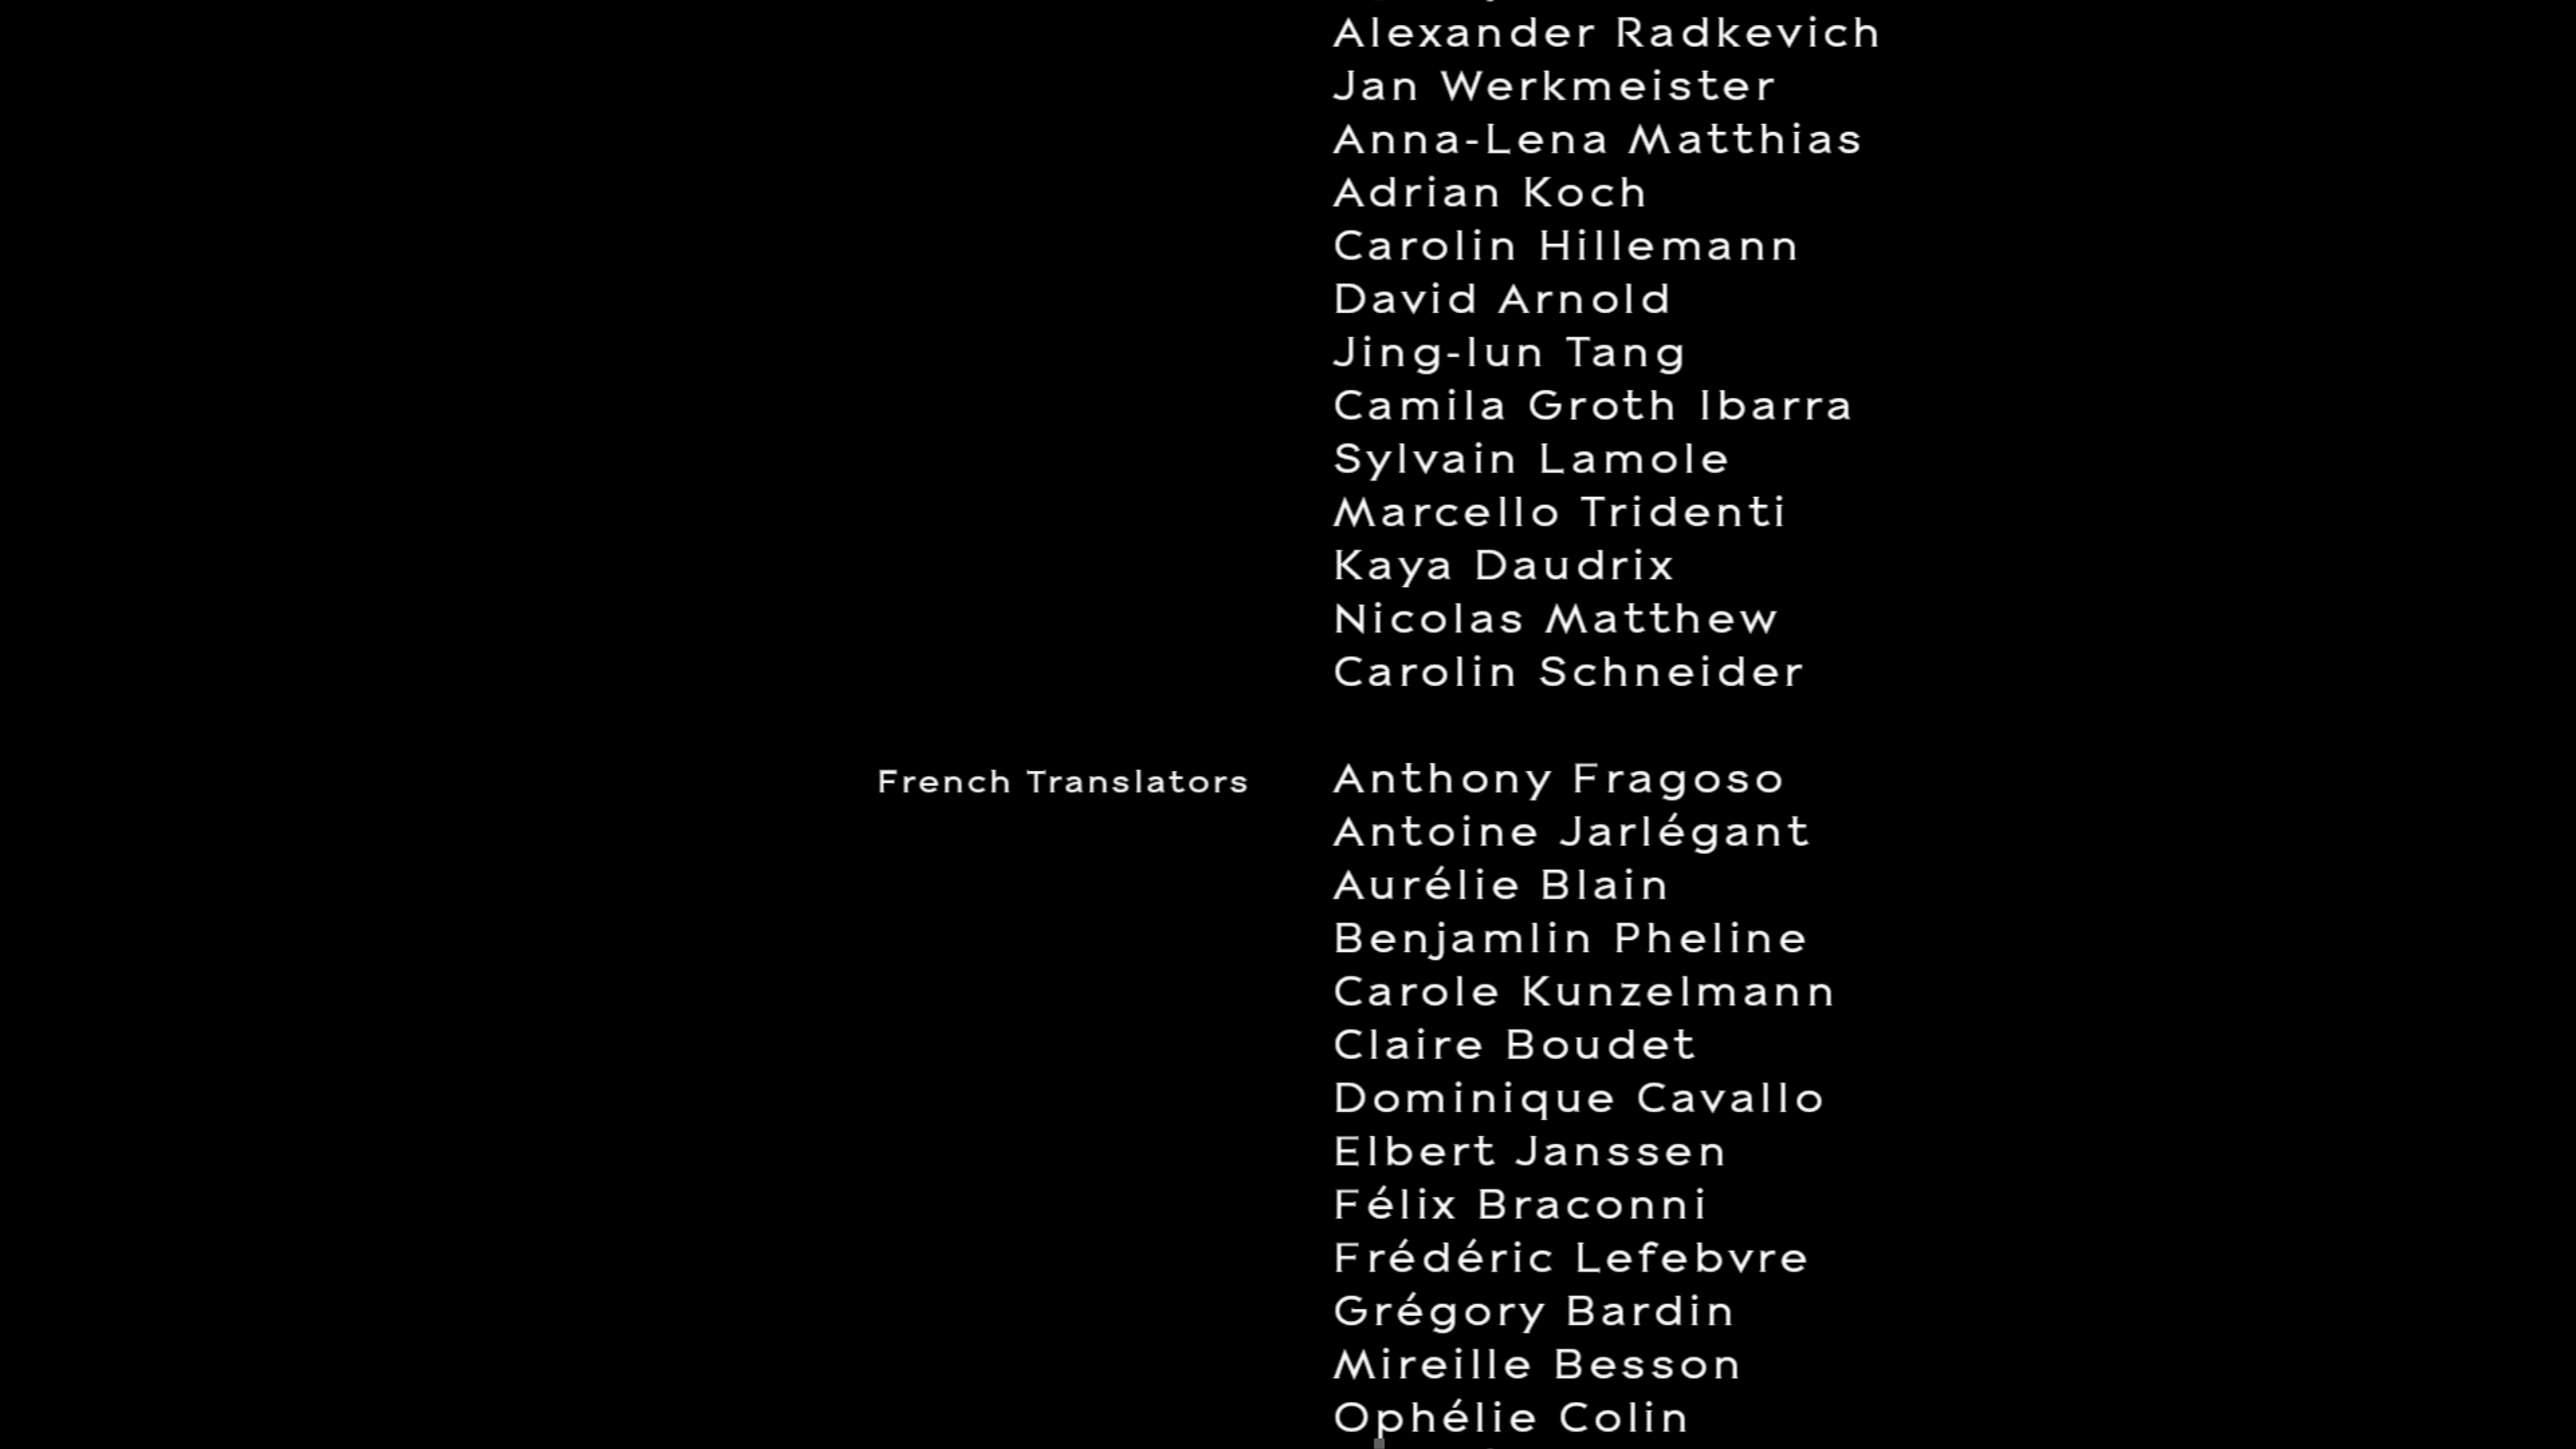 Alexander Radkevich
Jan Werkmeister
Anna-Lena Matthias
Adrian Koch
Carolin Hillemann
David Arnold
Jing-lun Tang
Camila Groth Ibarra
Sylvain Lamole
Marcello Tridenti
Kaya Daudrix
Nicolas Matthew
Carolin Schneider
French Translators Anthony Fragoso
Antoine Jarlégant
Aurélie Blain
Benjamlin Pheline
Carole Kunzelmann
Claire Boudet
Dominique Cavallo
Elbert Janssen
Félix Braconni
Frédéric Lefebvre
Grégory Bardin
Mireille Besson
Ophélie Colin